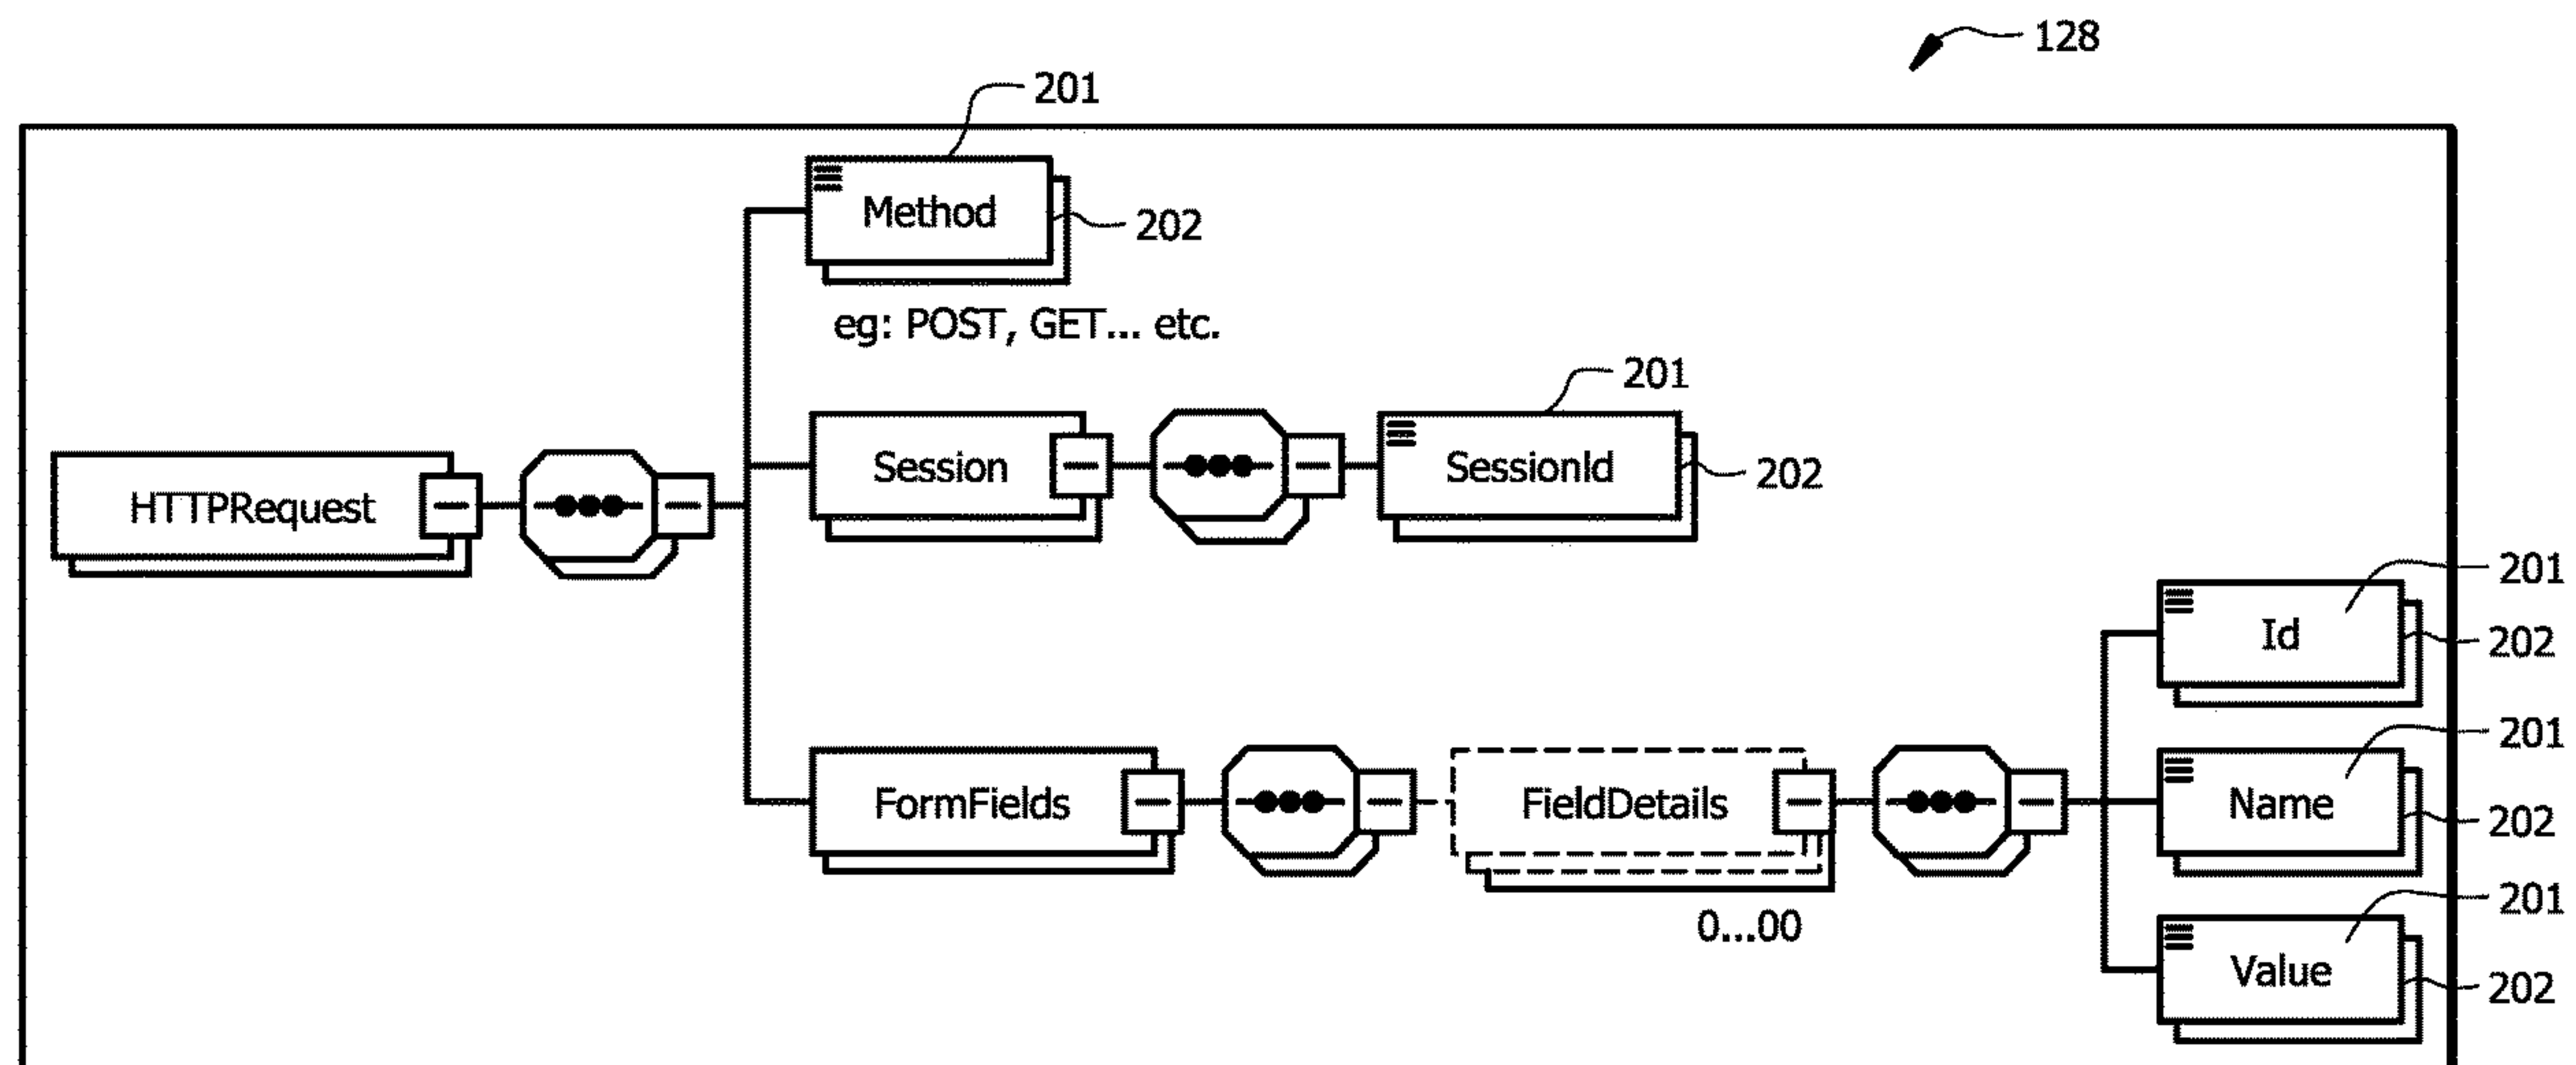 128
201
Method
202
eg: POST, GET... etc.
201
Session
SessionId
202
HTTPRequest
201
Id
202
201
FormFields
FieldDetails
Name
202
0...00
201
Value
202